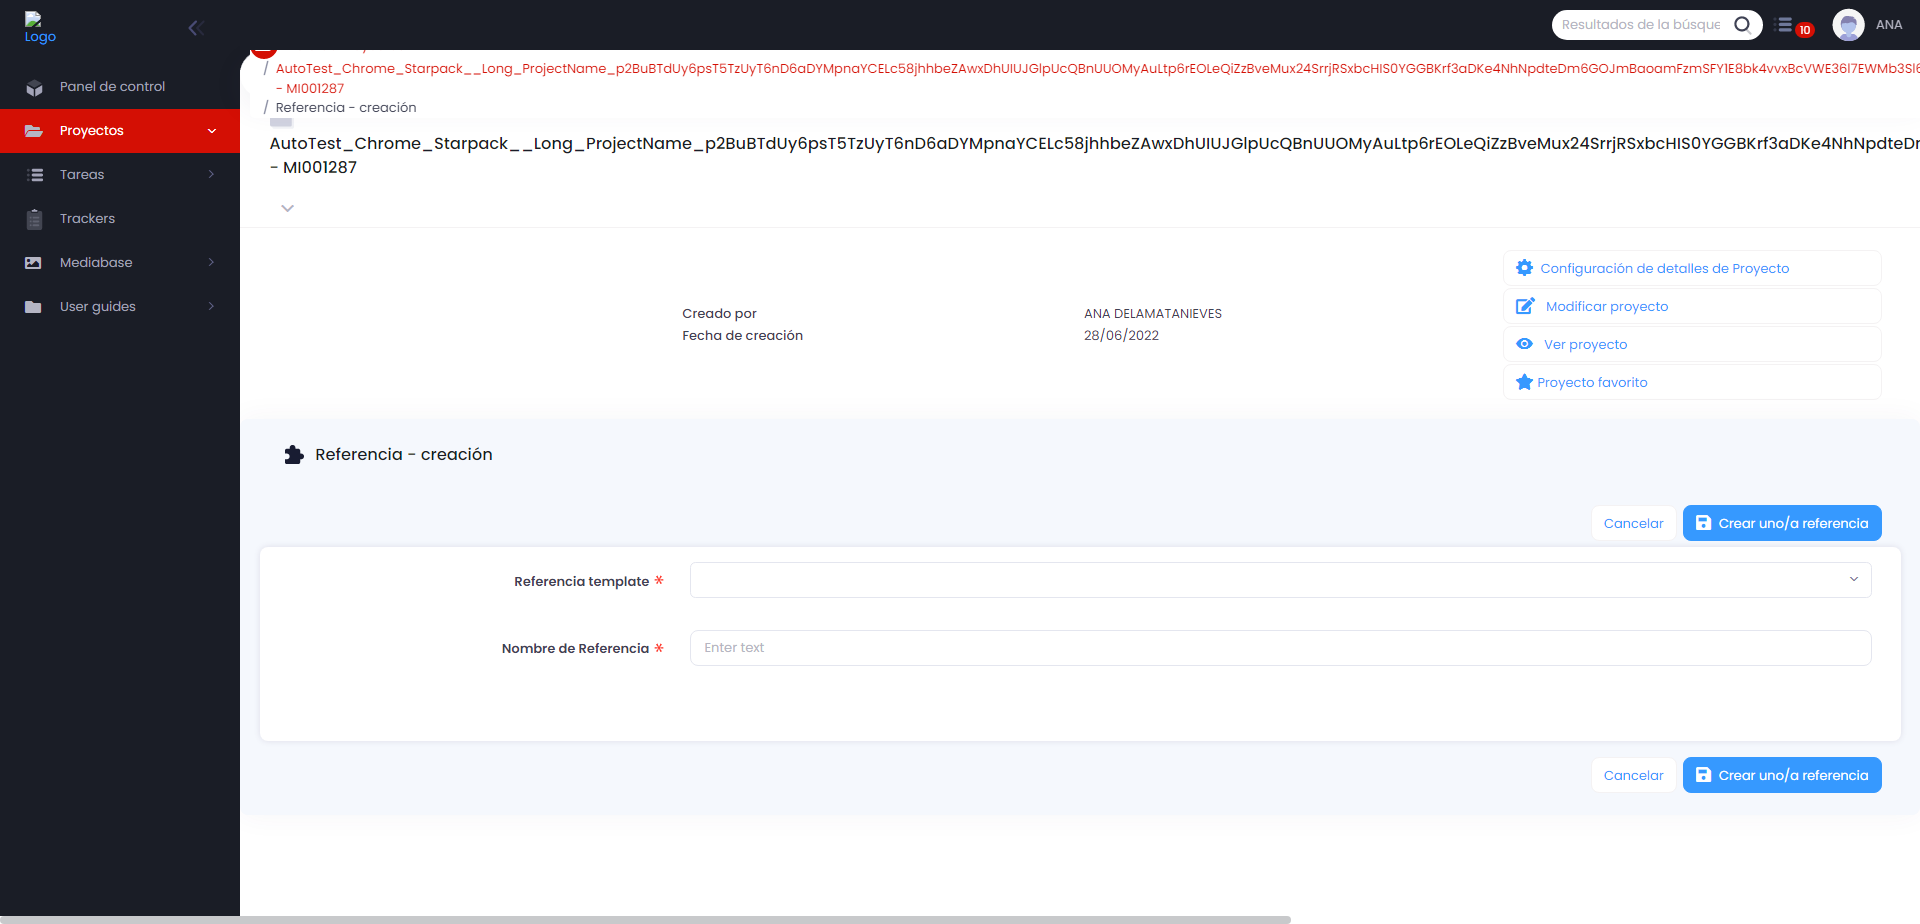 Logo
Resultados de la búsque
10
ANA
Panel de control
Proyectos
Tareas
Trackers
Mediabase
User guides
/ AutoTest_Chrome_Starpack__Long_ProjectName_p2BuBTdUy6psT5TzUyT6nD6aDYMpnaYCELc58jhhbeZAwxDhUIUJGlpUcQBnUUOMyAuLtp6rEOLeQiZzBveMux24SrrjRSxbcHIS0YGGBKrf3aDKe4NhNpdteDm6GOJmBaoamFzmSFY1E8bk4vvxBcVWE36I7EWMb3Sl6
- MI001287
/ Referencia - creación
AutoTest_Chrome_Starpack__Long_ProjectName_p2BuBTdUy6psT5TzUyT6nD6aDYMpnaYCELc58jhhbeZAwxDhUIUJGlpUcQBnUUOMyAuLtp6rEOLeQiZzBveMux24SrrjRSxbcHIS0YGGBKrf3aDKe4NhNpdteDm
- MI001287
Configuración de detalles de Proyecto
Modificar proyecto
Ver proyecto
Proyecto favorito
Creado por ANA DELAMATANIEVES
Fecha de creación 28/06/2022
Referencia - creación
Cancelar Crear uno/a referencia
Referencia template *
Nombre de Referencia * Enter text
Cancelar Crear uno/a referencia